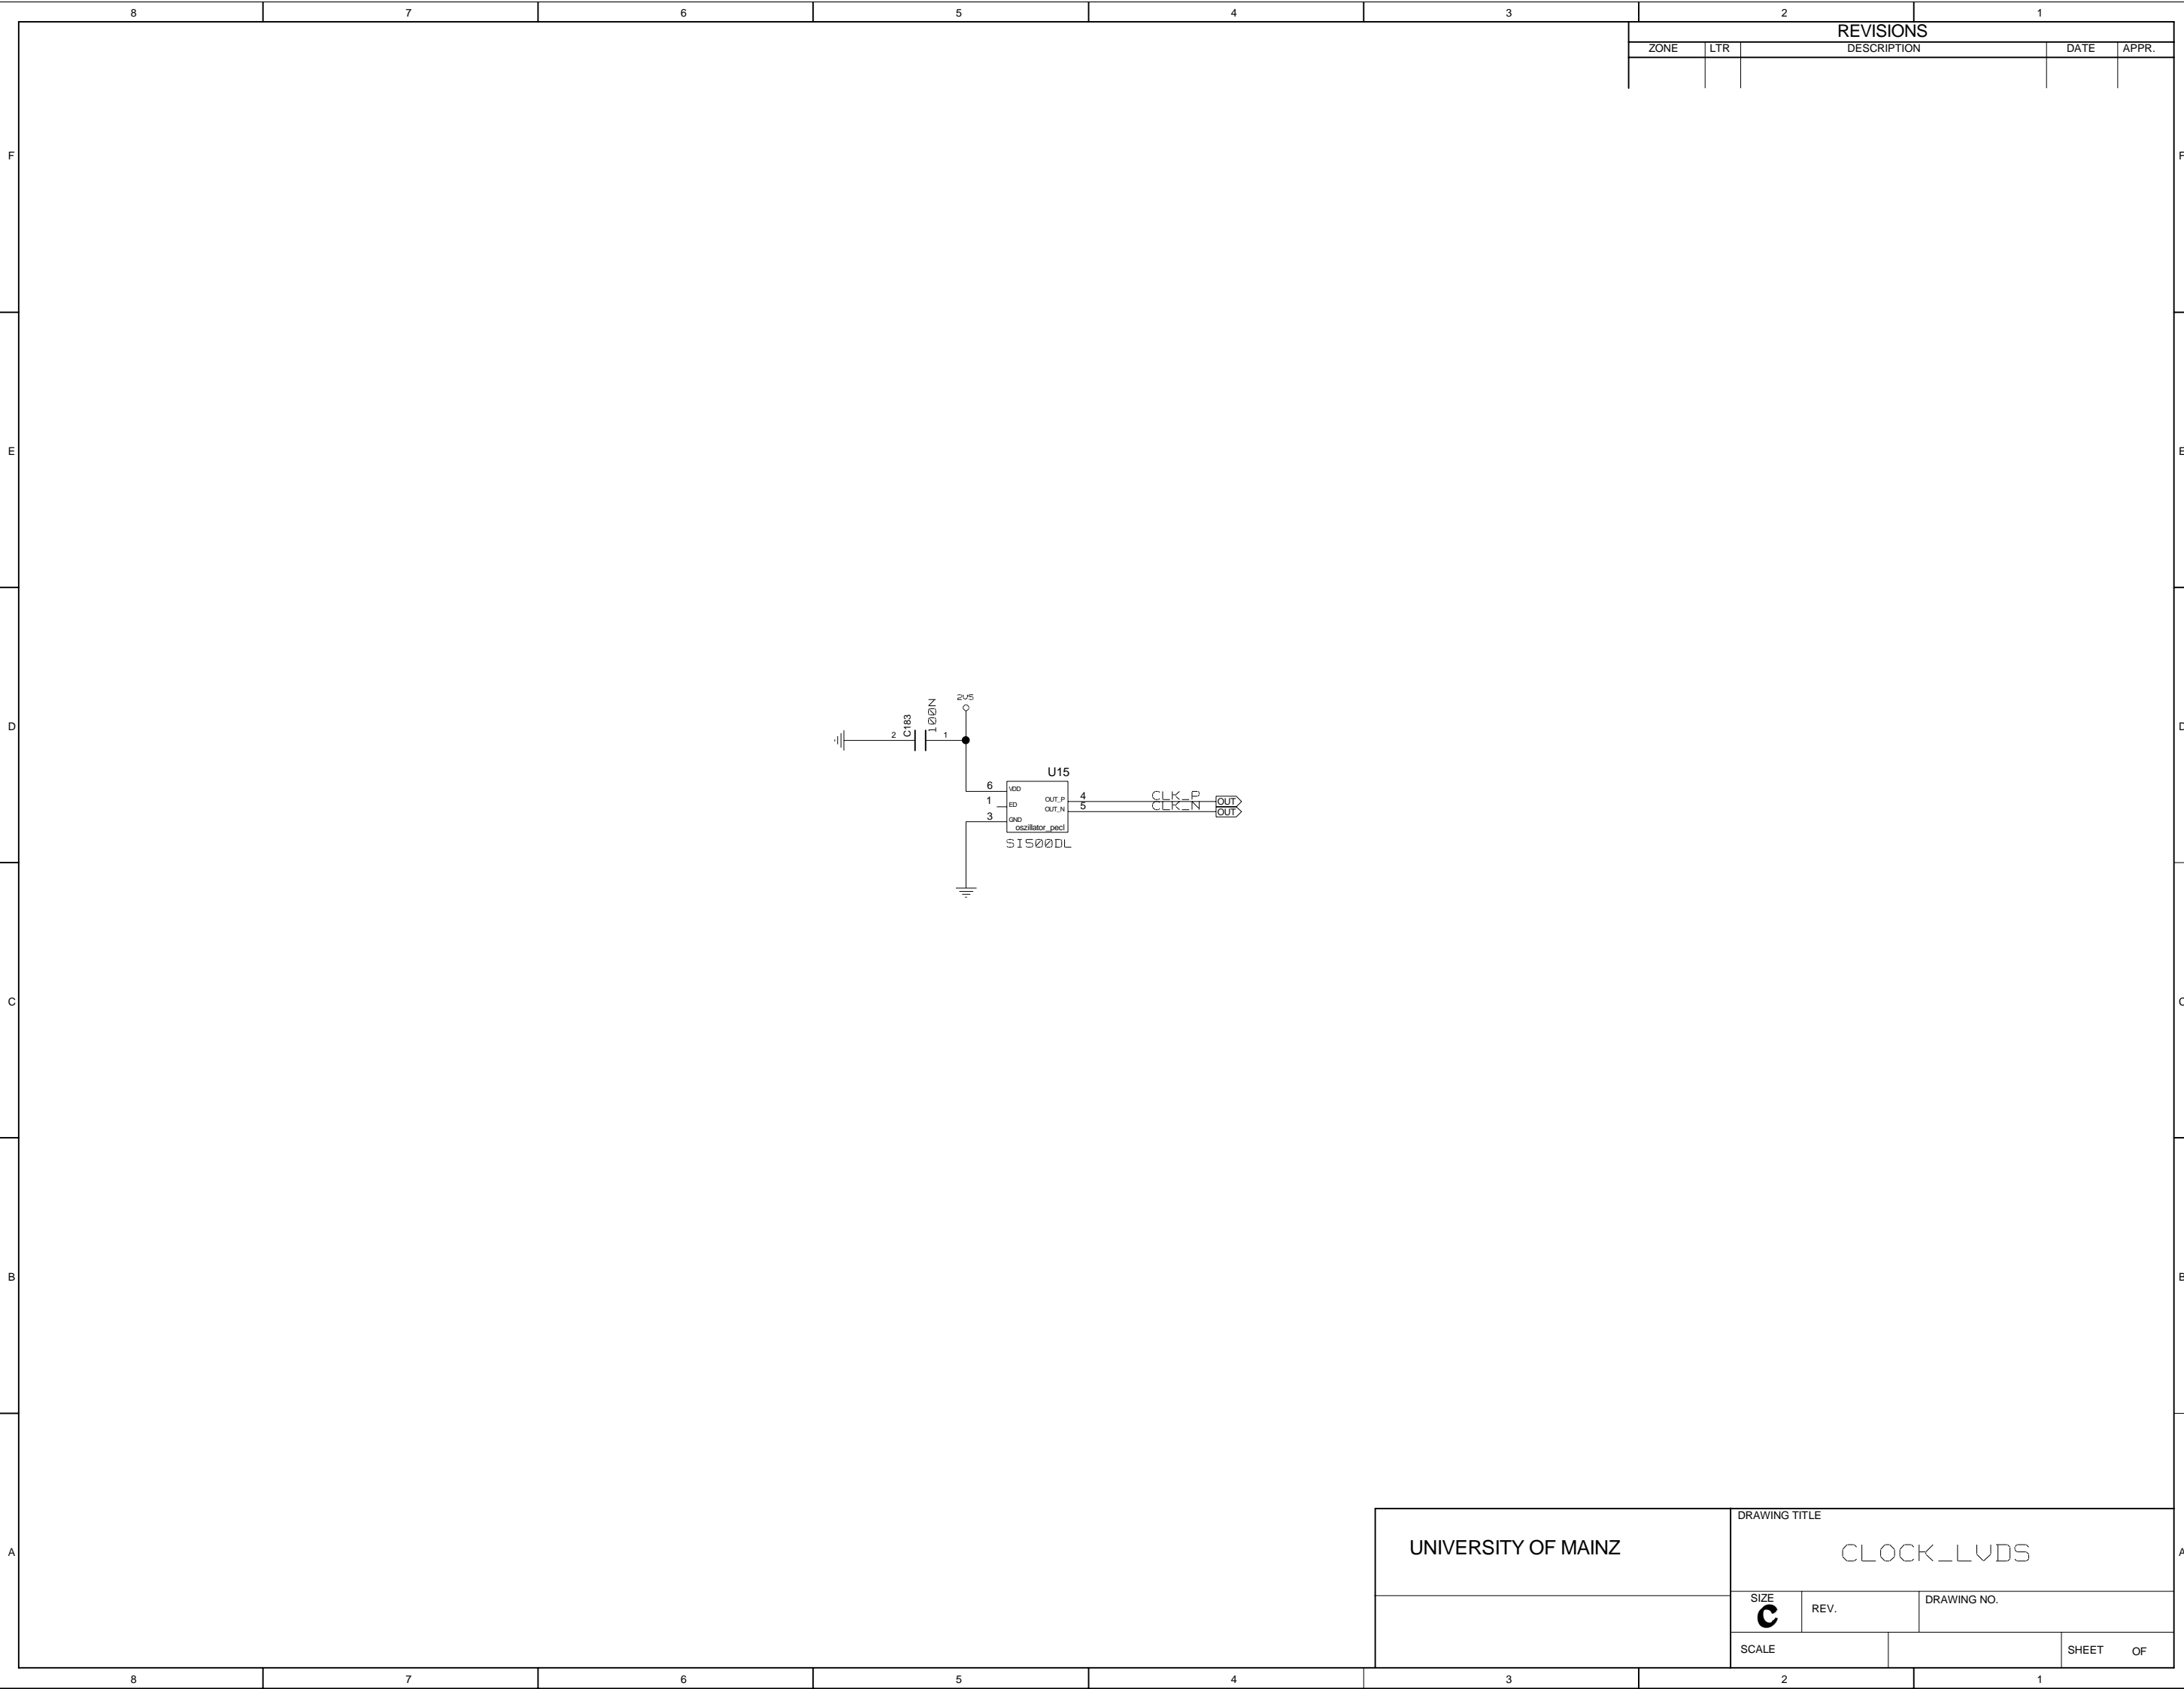 8 7 6 5 4 3 2 1
REVISIONS
ZONE LTR DESCRIPTION DATE APPR.
F F
E E
2V5
C183
100N
D D
2 1
U15
6 VDD
1 ED OUT_P 4 CLK_P OUT
OUT_N 5 CLK_N OUT
3 GND
oszillator_pecl
SI500DL
C C
B B
DRAWING TITLE
UNIVERSITY OF MAINZ
CLOCK_LVDS
A A
SIZE
C
REV.
DRAWING NO.
SCALE
SHEET OF
8 7 6 5 4 3 2 1